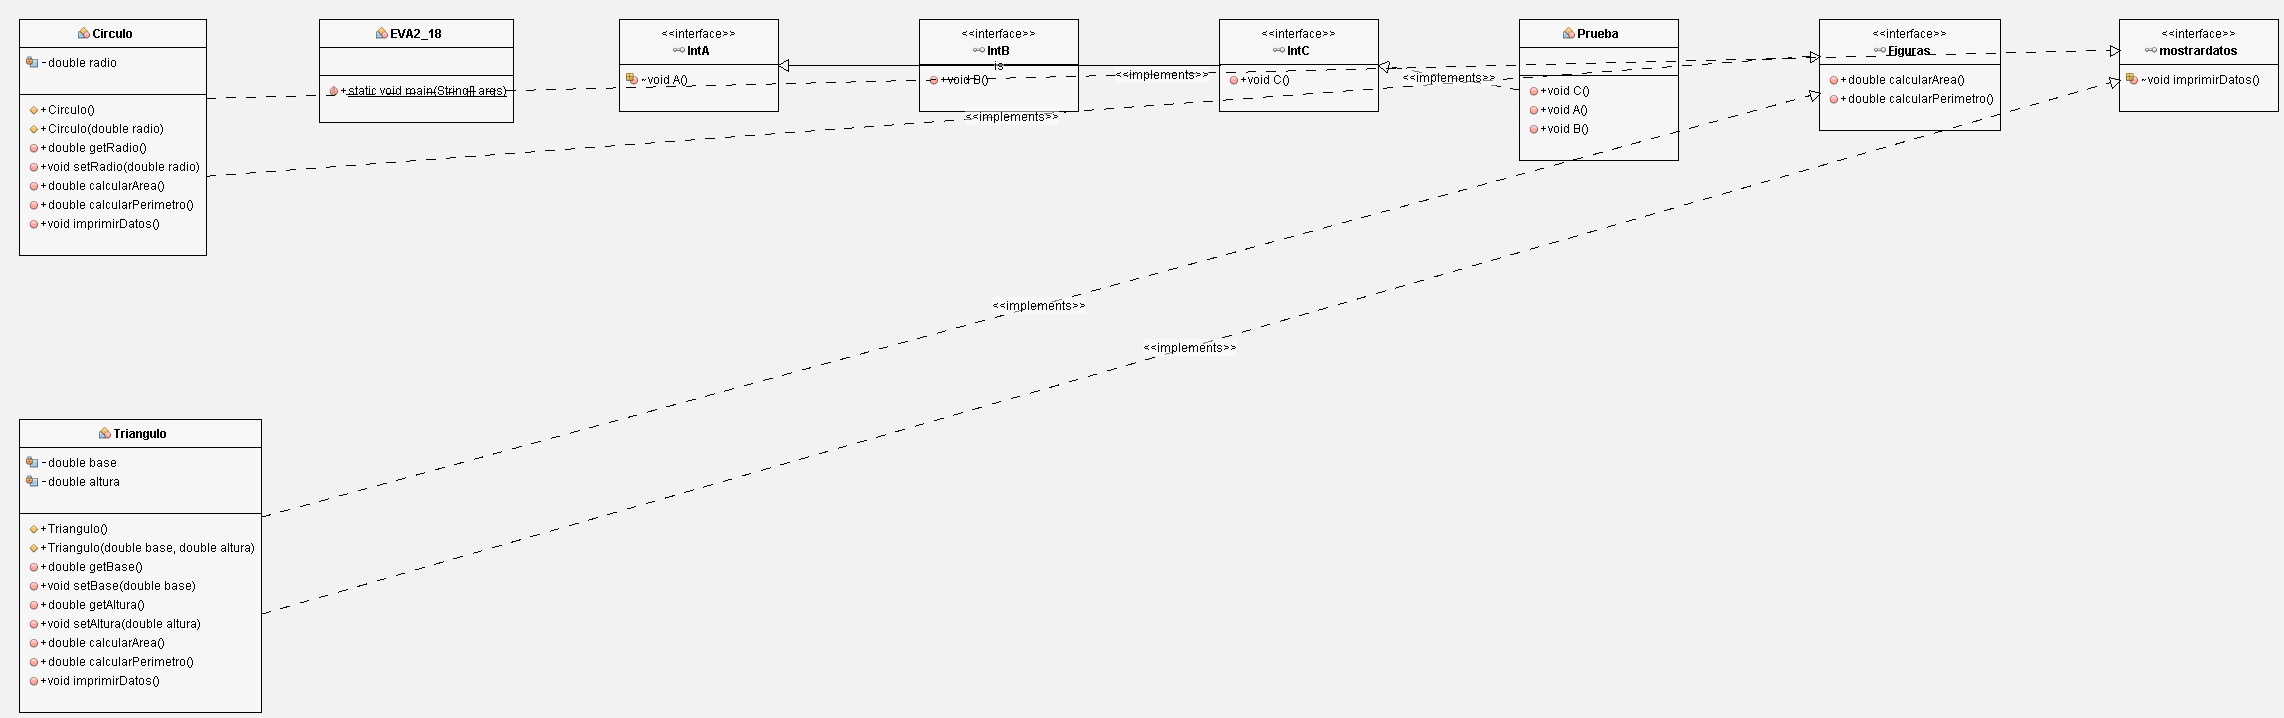 Circulo
- double radio
+ Circulo()
+ Circulo(double radio)
+ double getRadio()
+ void setRadio(double radio)
+ double calcularArea()
+ double calcularPerimetro()
+ void imprimirDatos()
EVA2_18
+ static void main(String[] args)
<<interface>>
IntA
~ void A()
<<interface>>
IntB
is
+ void B()
<<interface>>
IntC
+ void C()
Prueba
+ void C()
+ void A()
+ void B()
<<interface>>
Figuras
+ double calcularArea()
+ double calcularPerimetro()
<<interface>>
mostrardatos
~ void imprimirDatos()
<<implements>>
<<implements>>
<<implements>>
<<implements>>
<<implements>>
Triangulo
- double base
- double altura
+ Triangulo()
+ Triangulo(double base, double altura)
+ double getBase()
+ void setBase(double base)
+ double getAltura()
+ void setAltura(double altura)
+ double calcularArea()
+ double calcularPerimetro()
+ void imprimirDatos()